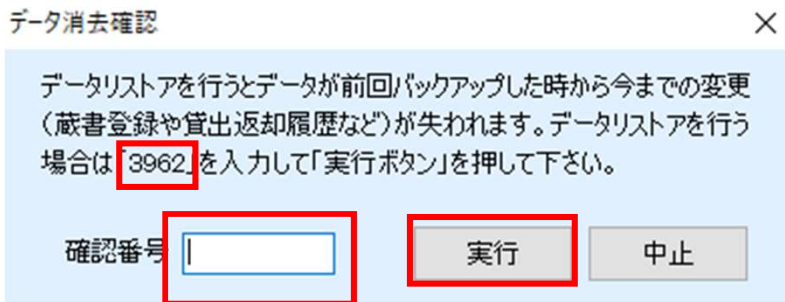 データ消去確認
データリストアを行うとデータが前回バックアップした時から今までの変更
(蔵書登録や貸出返却履歴など)が失われます。データリストアを行う
場合は「3962」を入力して「実行ボタン」を押して下さい。
確認番号 実行 中止